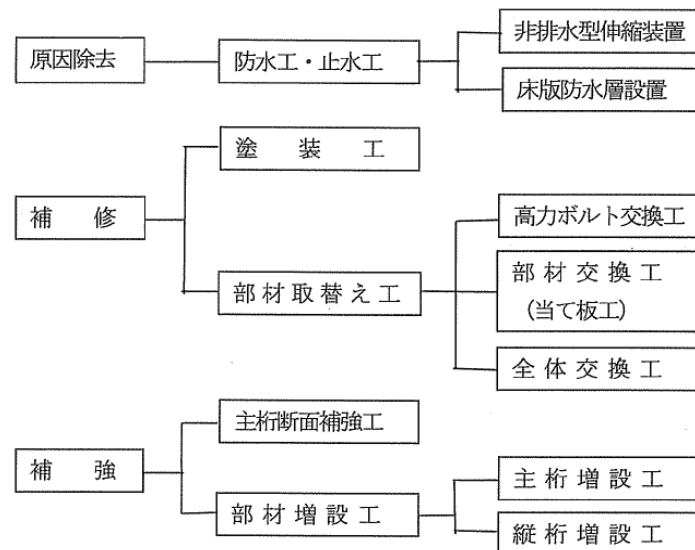 原因除去
防水工・止水工
非排水型伸縮装置
床版防水層設置
補修
塗装工
部材取替え工
高力ボルト交換工
部材交換工
(当て板工)
全体交換工
補強
主桁断面補強工
部材増設工
主桁増設工
縦桁増設工